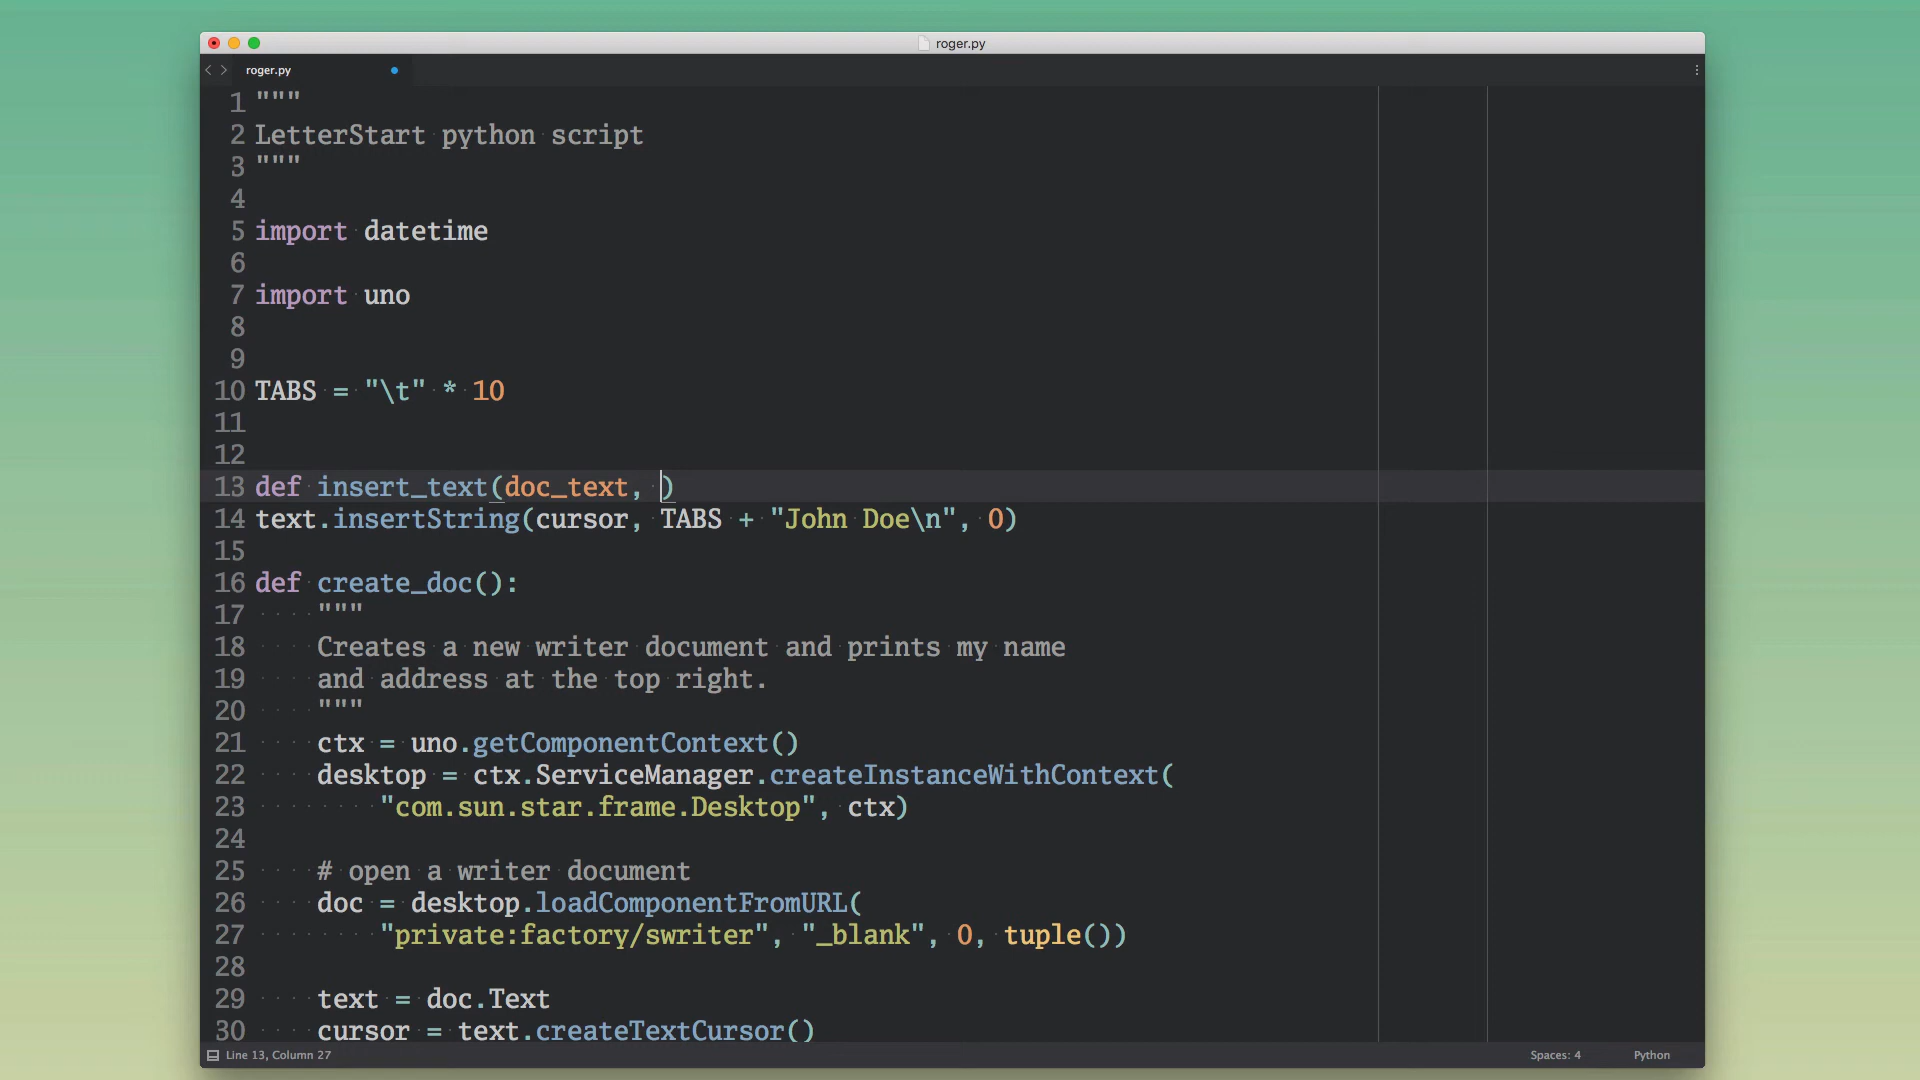 roger.py
roger.py
1 """
2 LetterStart python script
3 """
4
5 import datetime
6
7 import uno
8
9
10 TABS = "\t" * 10
11
12
13 def insert_text(doc_text, )
14 text.insertString(cursor, TABS + "John Doe\n", 0)
15
16 def create_doc():
17     """
18     Creates a new writer document and prints my name
19     and address at the top right.
20     """
21     ctx = uno.getComponentContext()
22     desktop = ctx.ServiceManager.createInstanceWithContext(
23         "com.sun.star.frame.Desktop", ctx)
24
25     # open a writer document
26     doc = desktop.loadComponentFromURL(
27         "private:factory/swriter", "_blank", 0, tuple())
28
29     text = doc.Text
30     cursor = text.createTextCursor()
Line 13, Column 27 Spaces: 4 Python